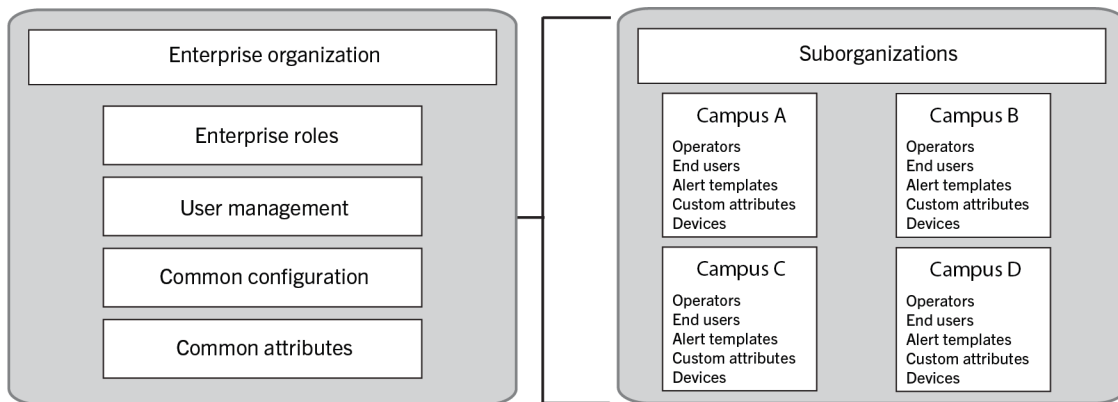 Enterprise organization
Enterprise roles
User management
Common configuration
Common attributes
Suborganizations
Campus A
Operators
End users
Alert templates
Custom attributes
Devices
Campus B
Operators
End users
Alert templates
Custom attributes
Devices
Campus C
Operators
End users
Alert templates
Custom attributes
Devices
Campus D
Operators
End users
Alert templates
Custom attributes
Devices